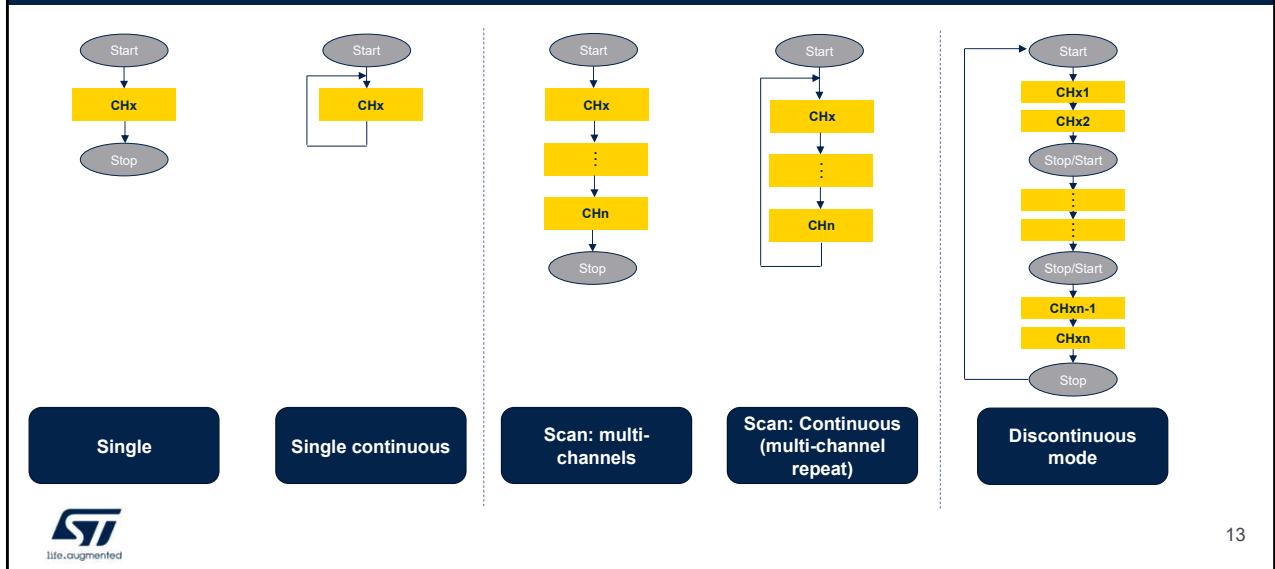 Start
CHx
Stop
Single
Start
CHx
Single continuous
Start
CHx
⋮
CHn
Stop
Scan: multi-
channels
Start
CHx
⋮
CHn
Scan: Continuous
(multi-channel
repeat)
Start
CHx1
CHx2
Stop/Start
⋮
⋮
Stop/Start
CHxn-1
CHxn
Stop
Discontinuous
mode
ST
life.augmented
13